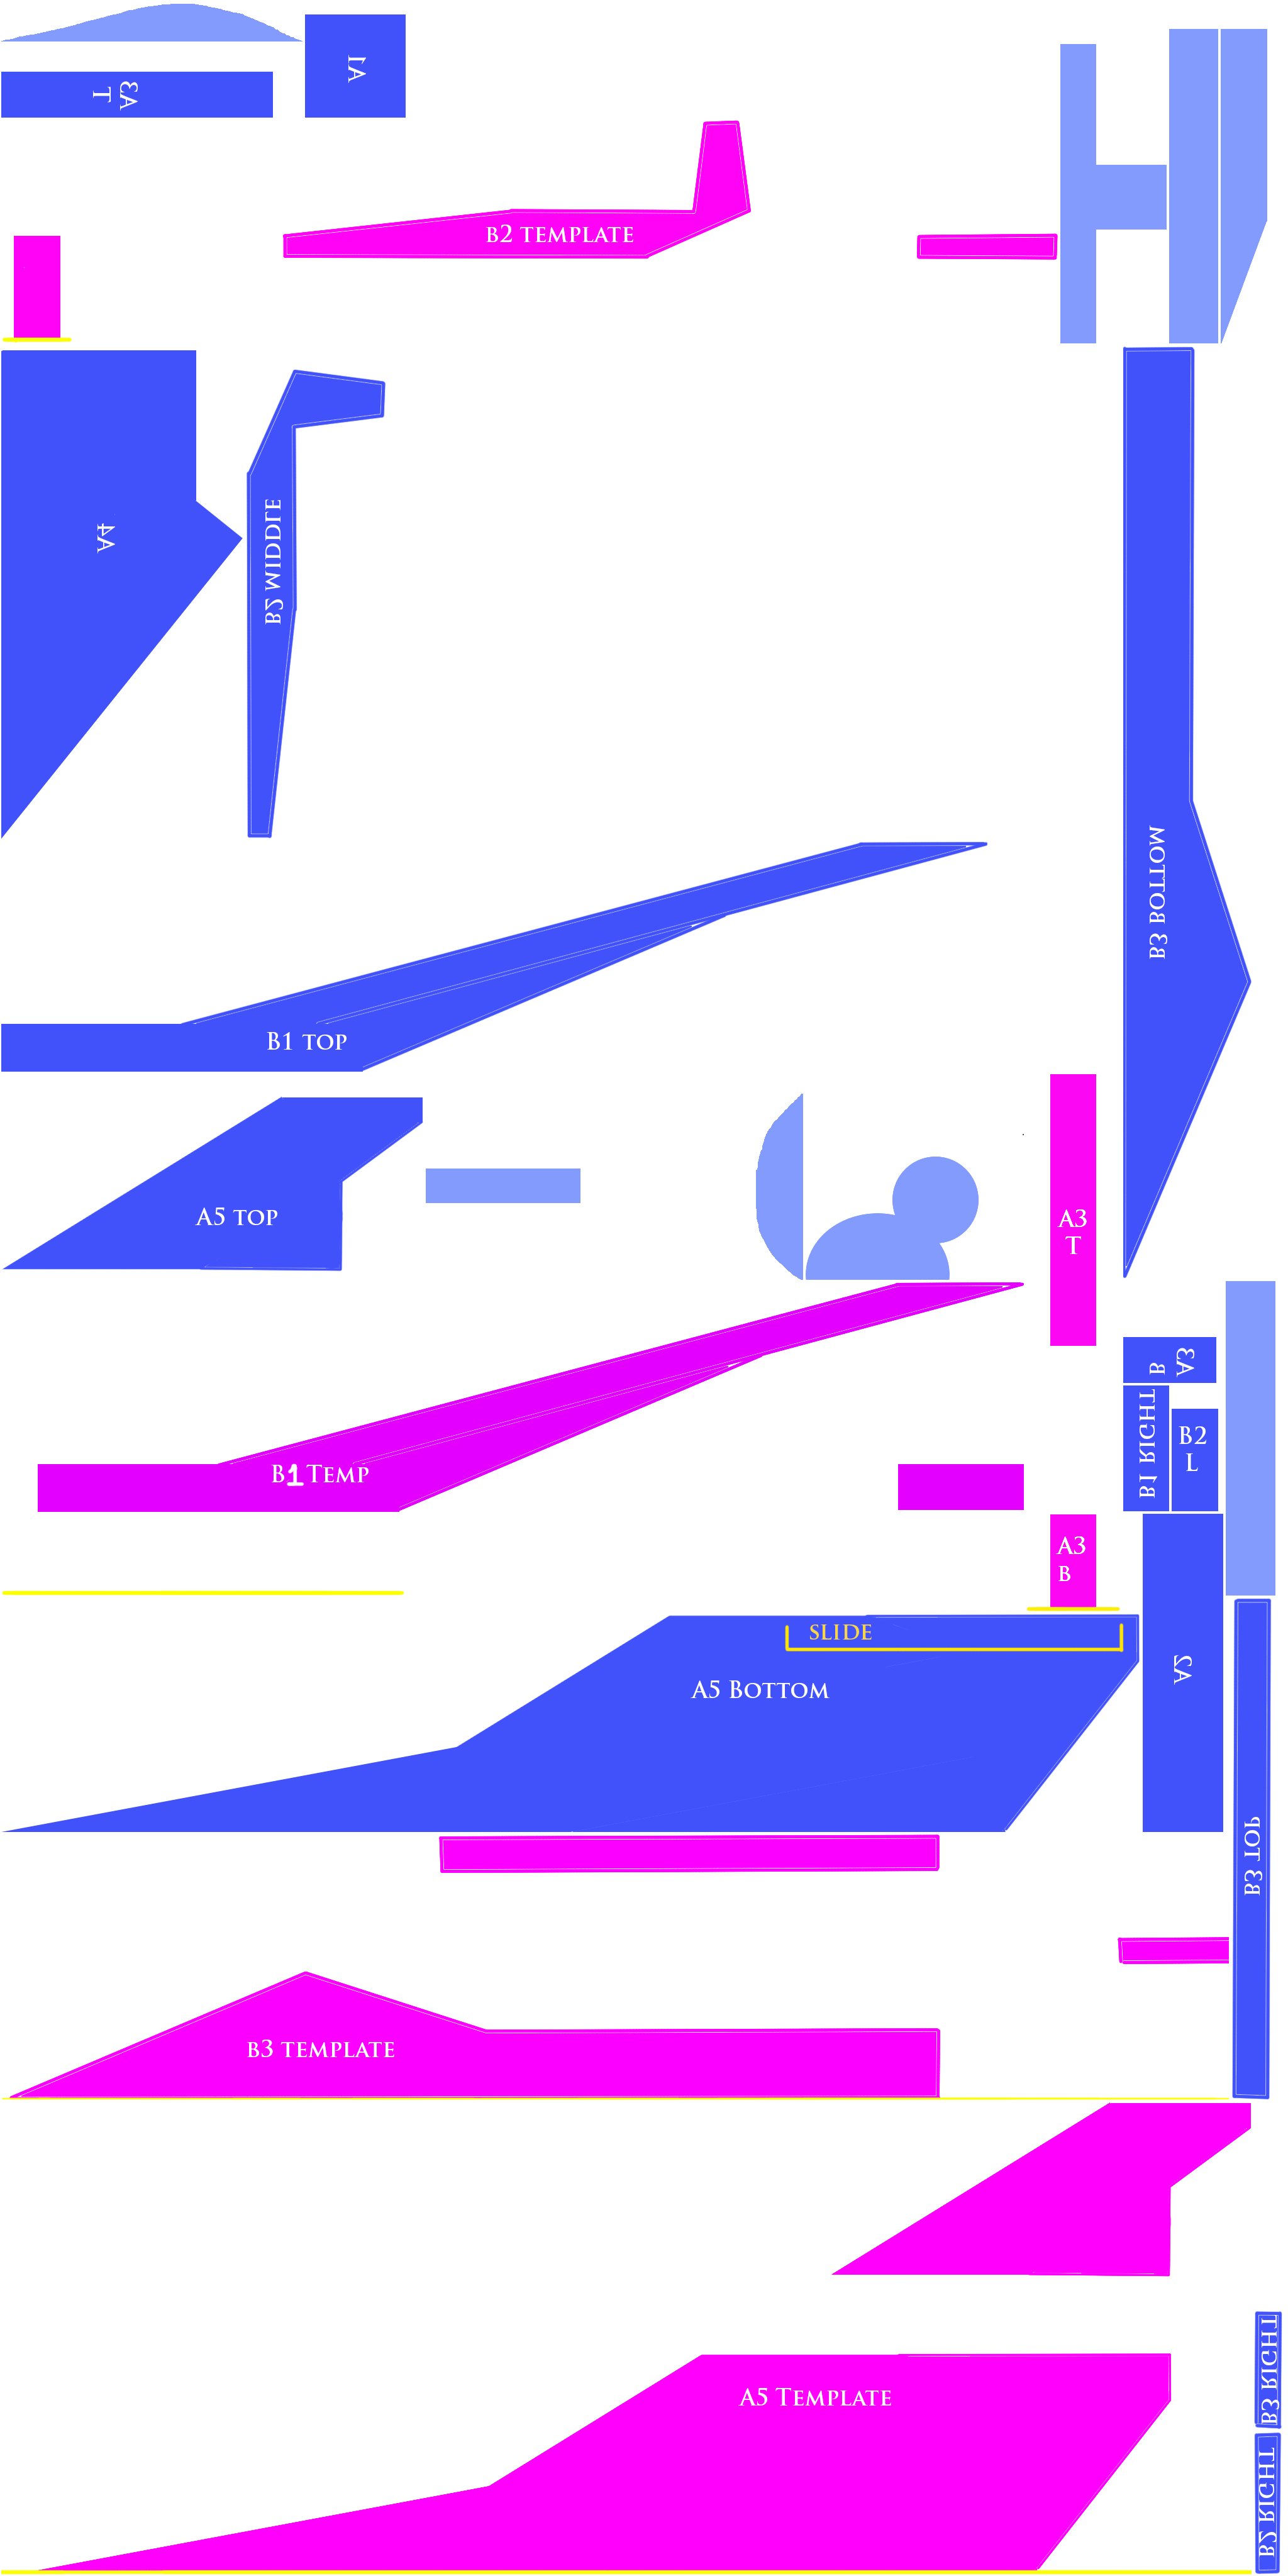 A1
A3
T
B2 TEMPLATE
A4
B2 MIDDLE
B3 BOTTOM
B1 TOP
A5 TOP
A3
T
A3
B
B1 RIGHT
B2
L
B1 TEMP
A3
B
SLIDE
A5 BOTTOM
A2
B3 TOP
B3 TEMPLATE
B3 RIGHT
A5 TEMPLATE
B2 RIGHT